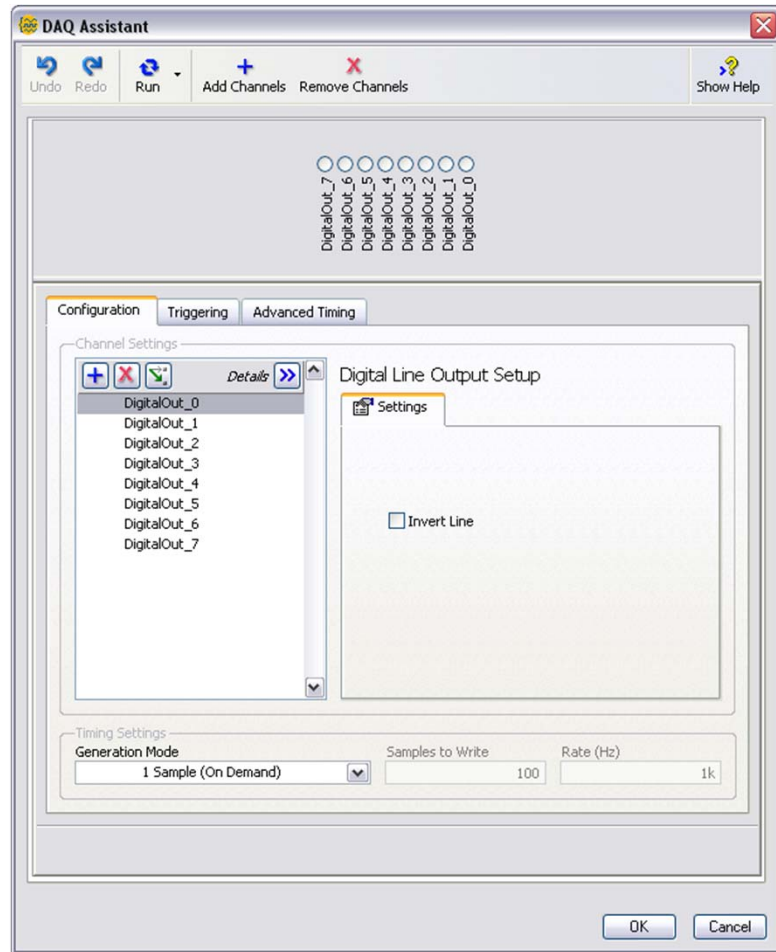 DAQ Assistant
Undo Redo Run Add Channels Remove Channels Show Help
DigitalOut_7
DigitalOut_6
DigitalOut_5
DigitalOut_4
DigitalOut_3
DigitalOut_2
DigitalOut_1
DigitalOut_0
Configuration Triggering Advanced Timing
Channel Settings
Details
DigitalOut_0
DigitalOut_1
DigitalOut_2
DigitalOut_3
DigitalOut_4
DigitalOut_5
DigitalOut_6
DigitalOut_7
Digital Line Output Setup
Settings
Invert Line
Timing Settings
Generation Mode Samples to Write Rate (Hz)
1 Sample (On Demand) 100 1k
OK Cancel